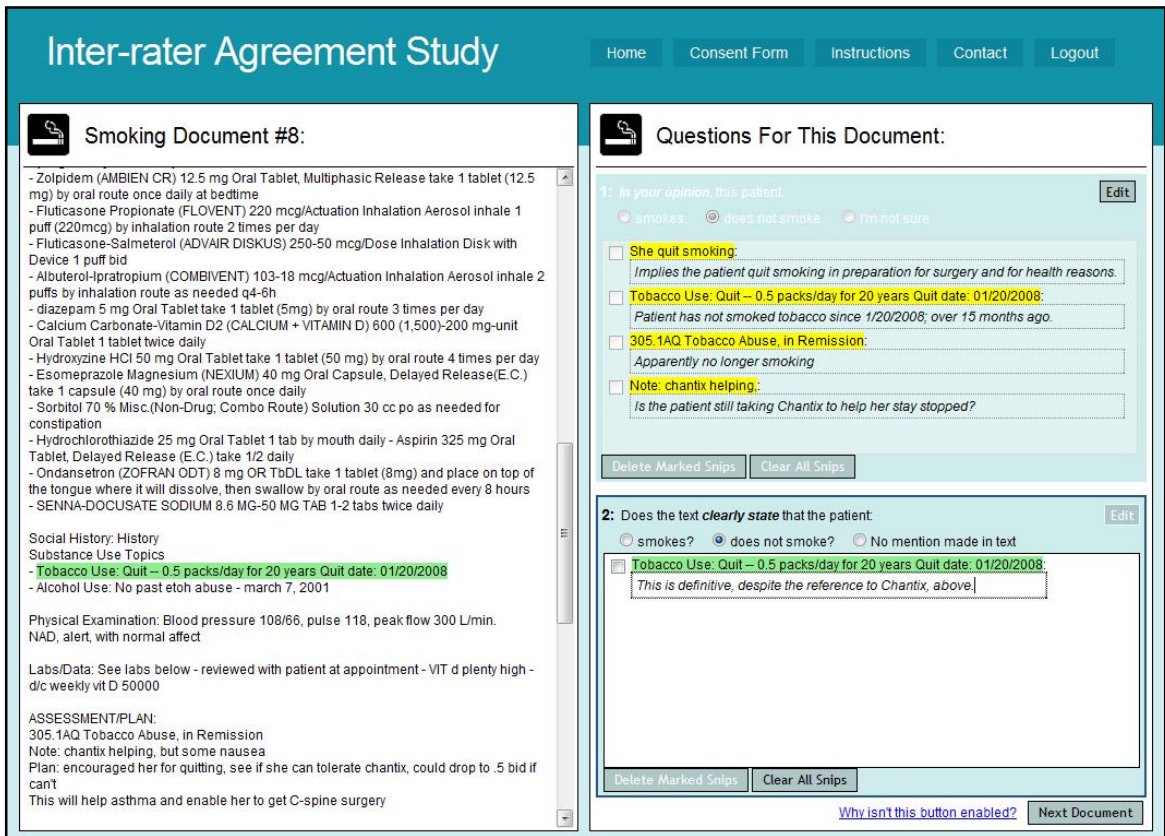 Inter-rater Agreement Study
Home
Consent Form
Instructions
Contact
Logout
Smoking Document #8:
- Zolpidem (AMBIEN CR) 12.5 mg Oral Tablet, Multiphasic Release take 1 tablet (12.5
mg) by oral route once daily at bedtime
- Fluticasone Propionate (FLOVENT) 220 mcg/Actuation Inhalation Aerosol inhale 1
puff (220mcg) by inhalation route 2 times per day
- Fluticasone-Salmeterol (ADVAIR DISKUS) 250-50 mcg/Dose Inhalation Disk with
Device 1 puff bid
- Albuterol-Ipratropium (COMBIVENT) 103-18 mcg/Actuation Inhalation Aerosol inhale 2
puffs by inhalation route as needed q4-6h
- diazepam 5 mg Oral Tablet take 1 tablet (5mg) by oral route 3 times per day
- Calcium Carbonate-Vitamin D2 (CALCIUM + VITAMIN D) 600 (1,500)-200 mg-unit
Oral Tablet 1 tablet twice daily
- Hydroxyzine HCl 50 mg Oral Tablet take 1 tablet (50 mg) by oral route 4 times per day
- Esomeprazole Magnesium (NEXIUM) 40 mg Oral Capsule, Delayed Release(E.C.)
take 1 capsule (40 mg) by oral route once daily
- Sorbitol 70 % Misc.(Non-Drug; Combo Route) Solution 30 cc po as needed for
constipation
- Hydrochlorothiazide 25 mg Oral Tablet 1 tab by mouth daily - Aspirin 325 mg Oral
Tablet, Delayed Release (E.C.) take 1/2 daily
- Ondansetron (ZOFRAN ODT) 8 mg OR TbDL take 1 tablet (8mg) and place on top of
the tongue where it will dissolve, then swallow by oral route as needed every 8 hours
- SENNA-DOCUSATE SODIUM 8.6 MG-50 MG TAB 1-2 tabs twice daily
Social History: History
Substance Use Topics
- Tobacco Use: Quit -- 0.5 packs/day for 20 years Quit date: 01/20/2008
- Alcohol Use: No past etoh abuse - march 7, 2001
Physical Examination: Blood pressure 108/66, pulse 118, peak flow 300 L/min.
NAD, alert, with normal affect
Labs/Data: See labs below - reviewed with patient at appointment - VIT d plenty high -
d/c weekly vit D 50000
ASSESSMENT/PLAN:
305.1AQ Tobacco Abuse, in Remission
Note: chantix helping, but some nausea
Plan: encouraged her for quitting, see if she can tolerate chantix, could drop to .5 bid if
can't
This will help asthma and enable her to get C-spine surgery
Questions For This Document:
1: In your opinion, this patient:
Edit
smokes
does not smoke
I'm not sure
She quit smoking:
Implies the patient quit smoking in preparation for surgery and for health reasons.
Tobacco Use: Quit -- 0.5 packs/day for 20 years Quit date: 01/20/2008:
Patient has not smoked tobacco since 1/20/2008; over 15 months ago.
305.1AQ Tobacco Abuse, in Remission:
Apparently no longer smoking
Note: chantix helping,:
Is the patient still taking Chantix to help her stay stopped?
Delete Marked Snips
Clear All Snips
2: Does the text clearly state that the patient:
Edit
smokes?
does not smoke?
No mention made in text
Tobacco Use: Quit -- 0.5 packs/day for 20 years Quit date: 01/20/2008:
This is definitive, despite the reference to Chantix, above.
Delete Marked Snips
Clear All Snips
Why isn't this button enabled?
Next Document